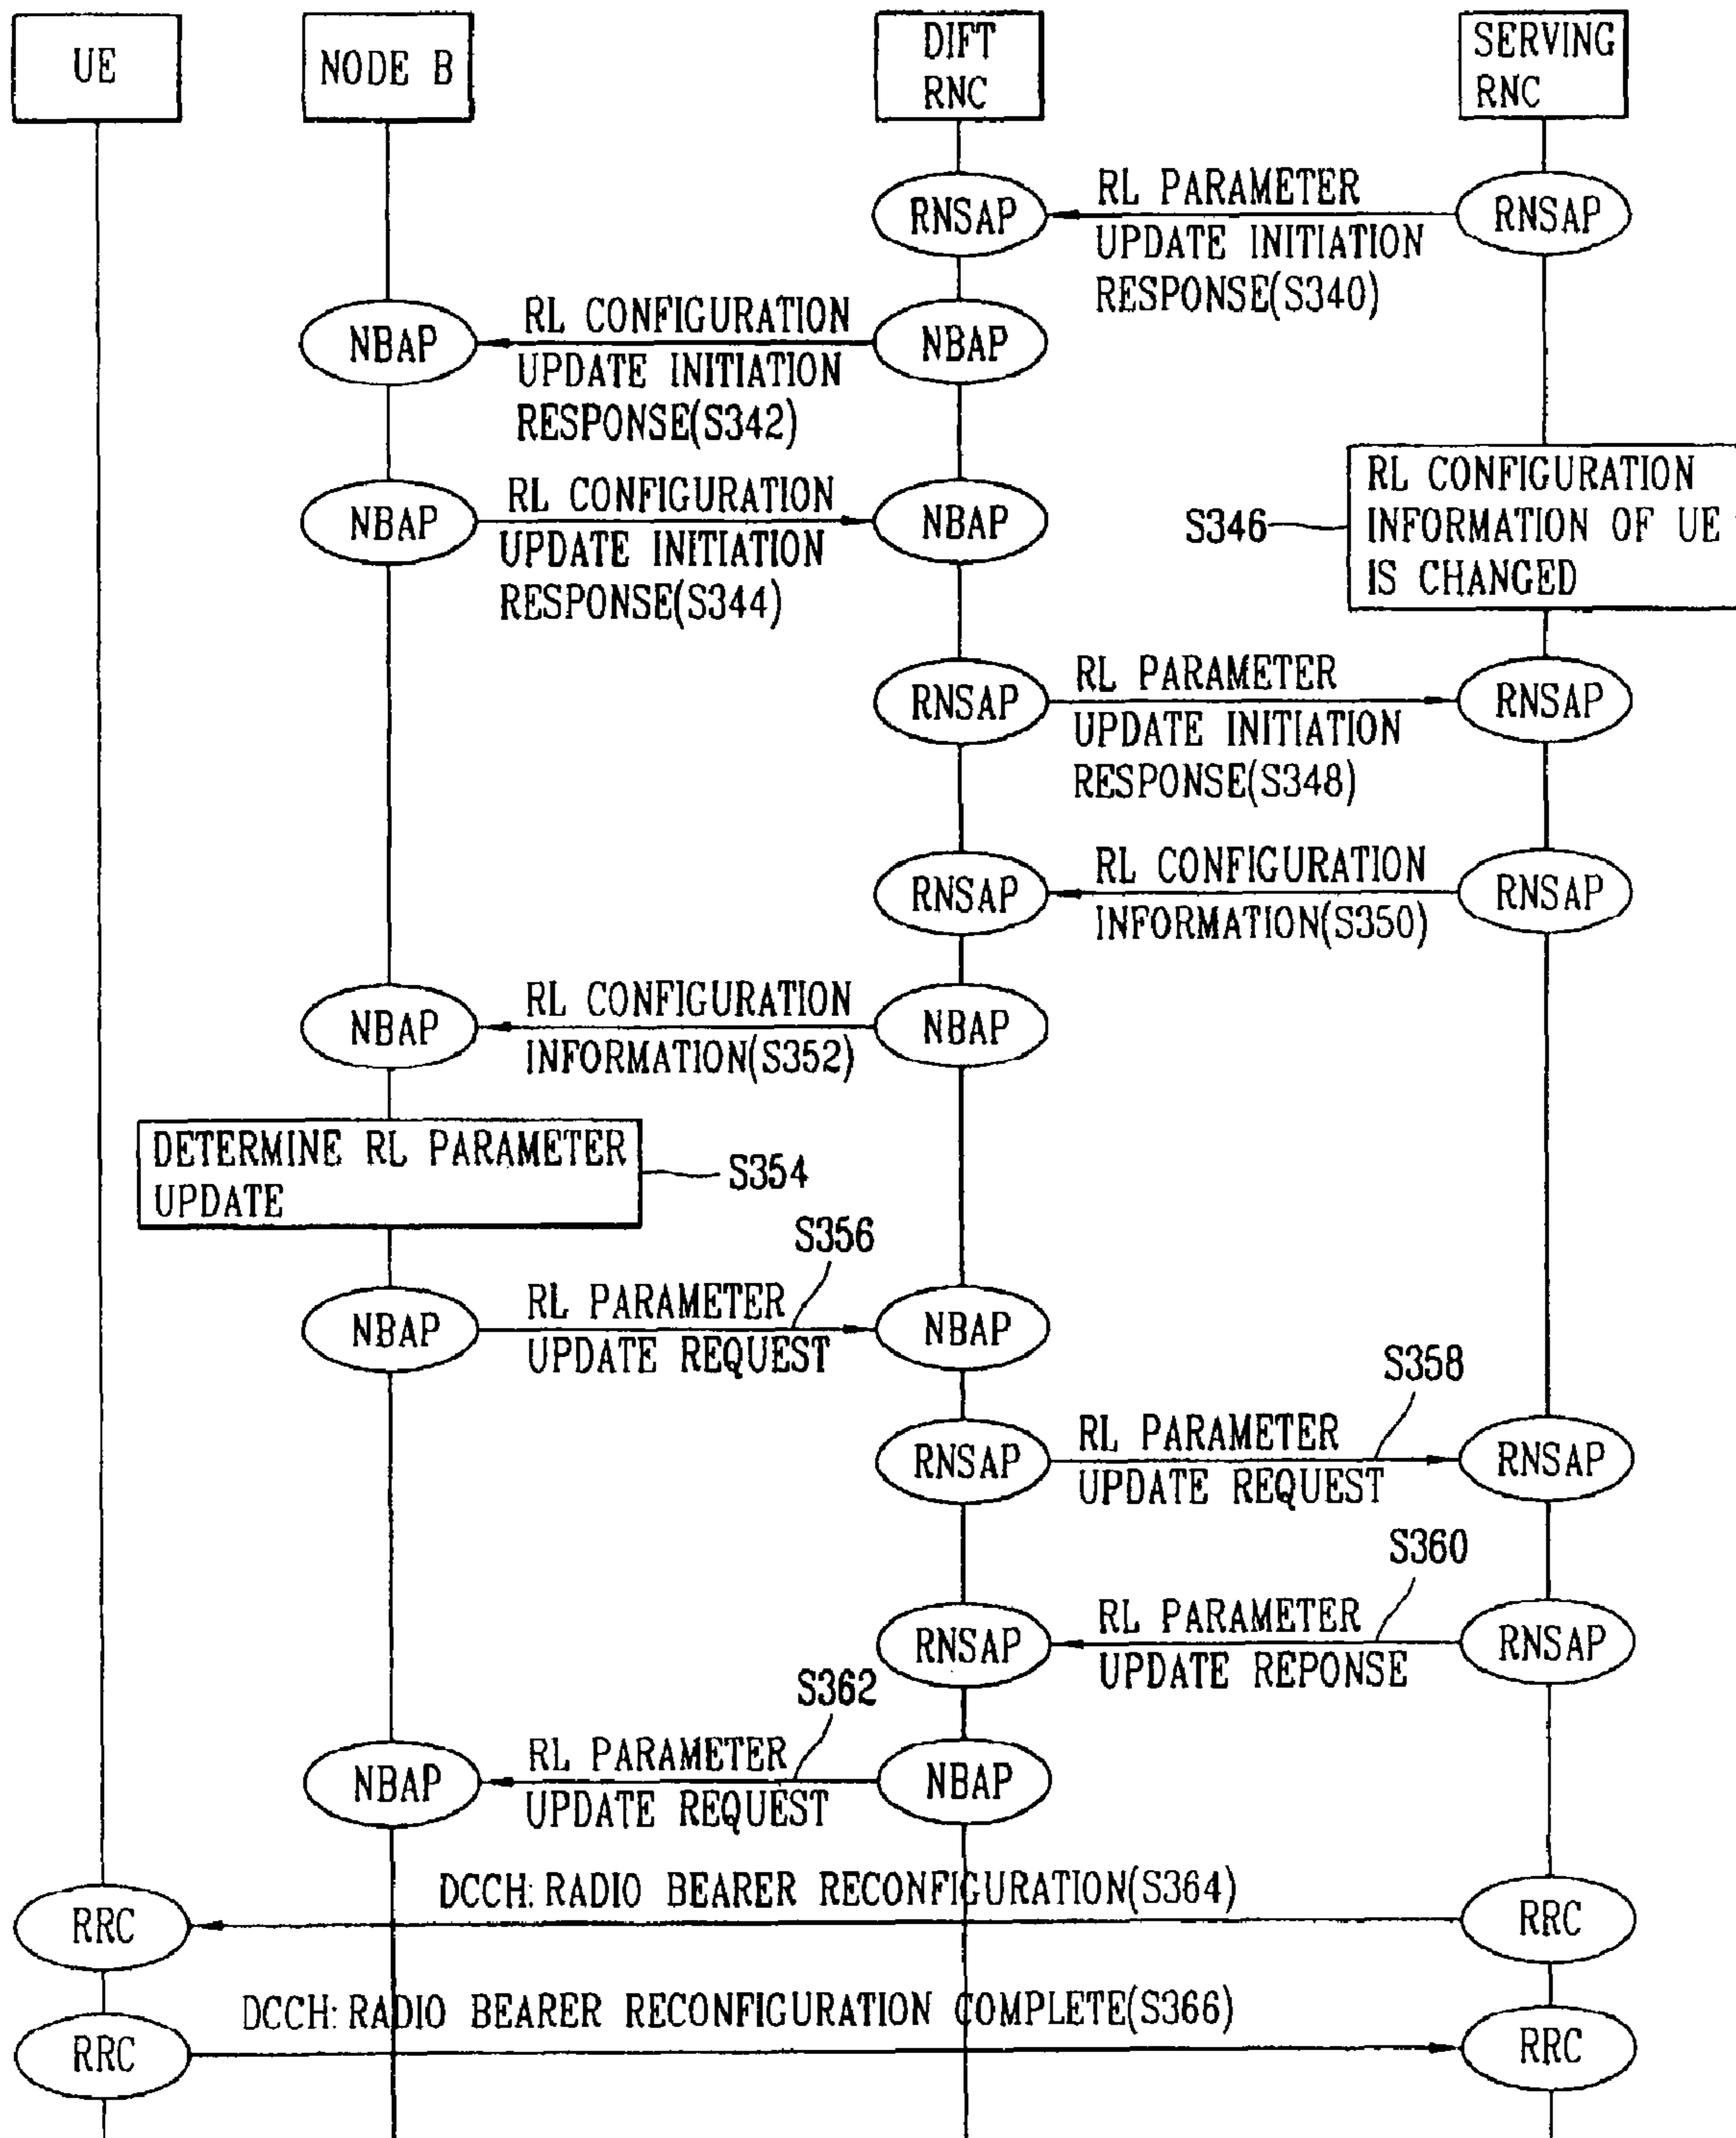 UE
NODE B
DIFT
RNC
SERVING
RNC
RNSAP
RL PARAMETER
UPDATE INITIATION
RESPONSE(S340)
RNSAP
NBAP
RL CONFIGURATION
UPDATE INITIATION
RESPONSE(S342)
NBAP
NBAP
RL CONFIGURATION
UPDATE INITIATION
RESPONSE(S344)
NBAP
S346
RL CONFIGURATION
INFORMATION OF UE
IS CHANGED
RNSAP
RL PARAMETER
UPDATE INITIATION
RESPONSE(S348)
RNSAP
RNSAP
RL CONFIGURATION
INFORMATION(S350)
RNSAP
NBAP
RL CONFIGURATION
INFORMATION(S352)
NBAP
DETERMINE RL PARAMETER
UPDATE
S354
S356
NBAP
RL PARAMETER
UPDATE REQUEST
NBAP
S358
RNSAP
RL PARAMETER
UPDATE REQUEST
RNSAP
S360
RNSAP
RL PARAMETER
UPDATE REPONSE
RNSAP
S362
NBAP
RL PARAMETER
UPDATE REQUEST
NBAP
DCCH: RADIO BEARER RECONFIGURATION(S364)
RRC
RRC
DCCH: RADIO BEARER RECONFIGURATION COMPLETE(S366)
RRC
RRC